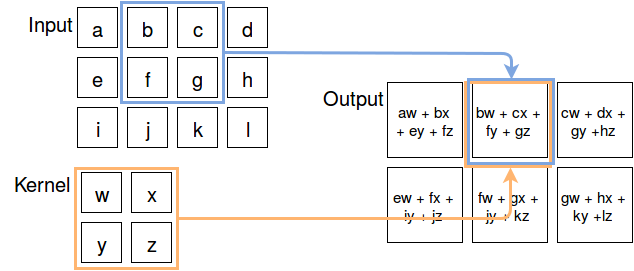 Input
a b c d
e f g h
i j k l
Kernel
w x
y z
Output
aw + bx
+ ey + fz
bw + cx +
fy + gz
cw + dx +
gy +hz
ew + fx +
iy + jz
fw + gx +
jy + kz
gw + hx +
ky +lz